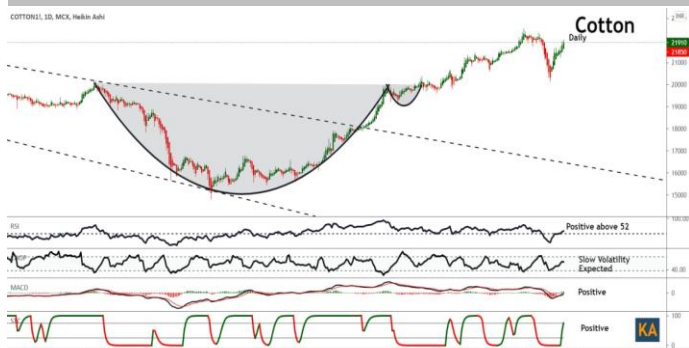 COTTON1!, 1D, MCX, Heikin Ashi
Cotton
Daily
21910
21850
21000
20000
19000
18000
17000
16000
15000
RSI
Positive above 52
100.00
Slow Volatility
Expected
40.00
MACD
Positive
0
100
Positive
KA
0